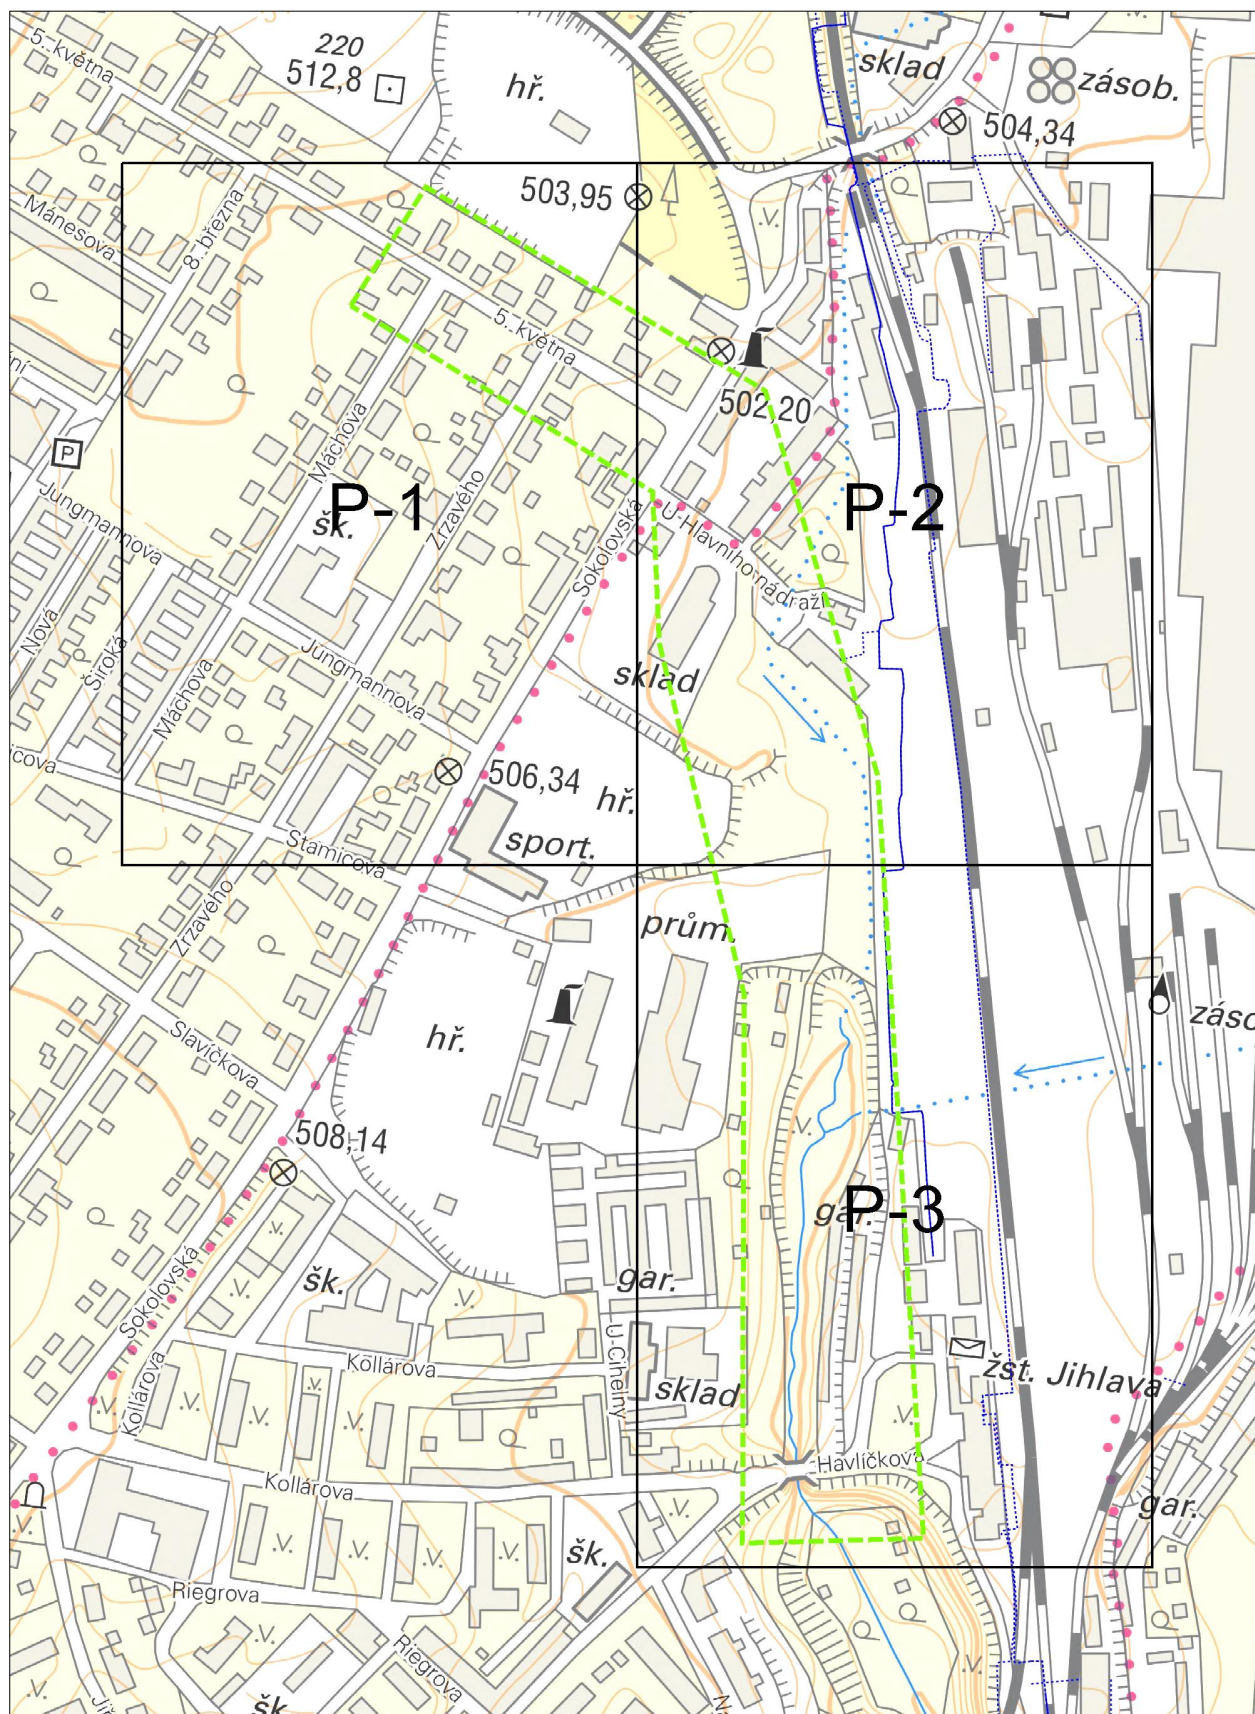 5. května
220
512,8
hř.
sklad
zásob.
504,34
503,95
8. března
Mánesova
5. května
502,20
P
Máchova
P-1
P-2
šk.
Zrzavého
Jungmannova
Sokolovská
U Hlavního nádraží
Nová
Široká
Máchova
Jungmannova
sklad
506,34
hř.
sport.
Stamicova
Zrzavého
prům.
hř.
Slavíčkova
508,14
gar.
P-3
Sokolovská
šk.
gar.
Kollárova
Kollárova
U Cihelny
sklad
žst. Jihlava
Havlíčkova
Kollárova
gar.
šk.
Riegrova
Riegrova
šk.